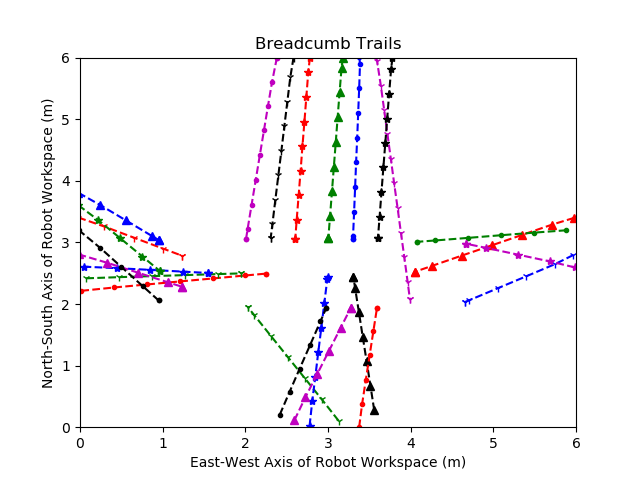 Breadcumb Trails
North-South Axis of Robot Workspace (m)
6
5
4
3
2
1
0
0 1 2 3 4 5 6
East-West Axis of Robot Workspace (m)